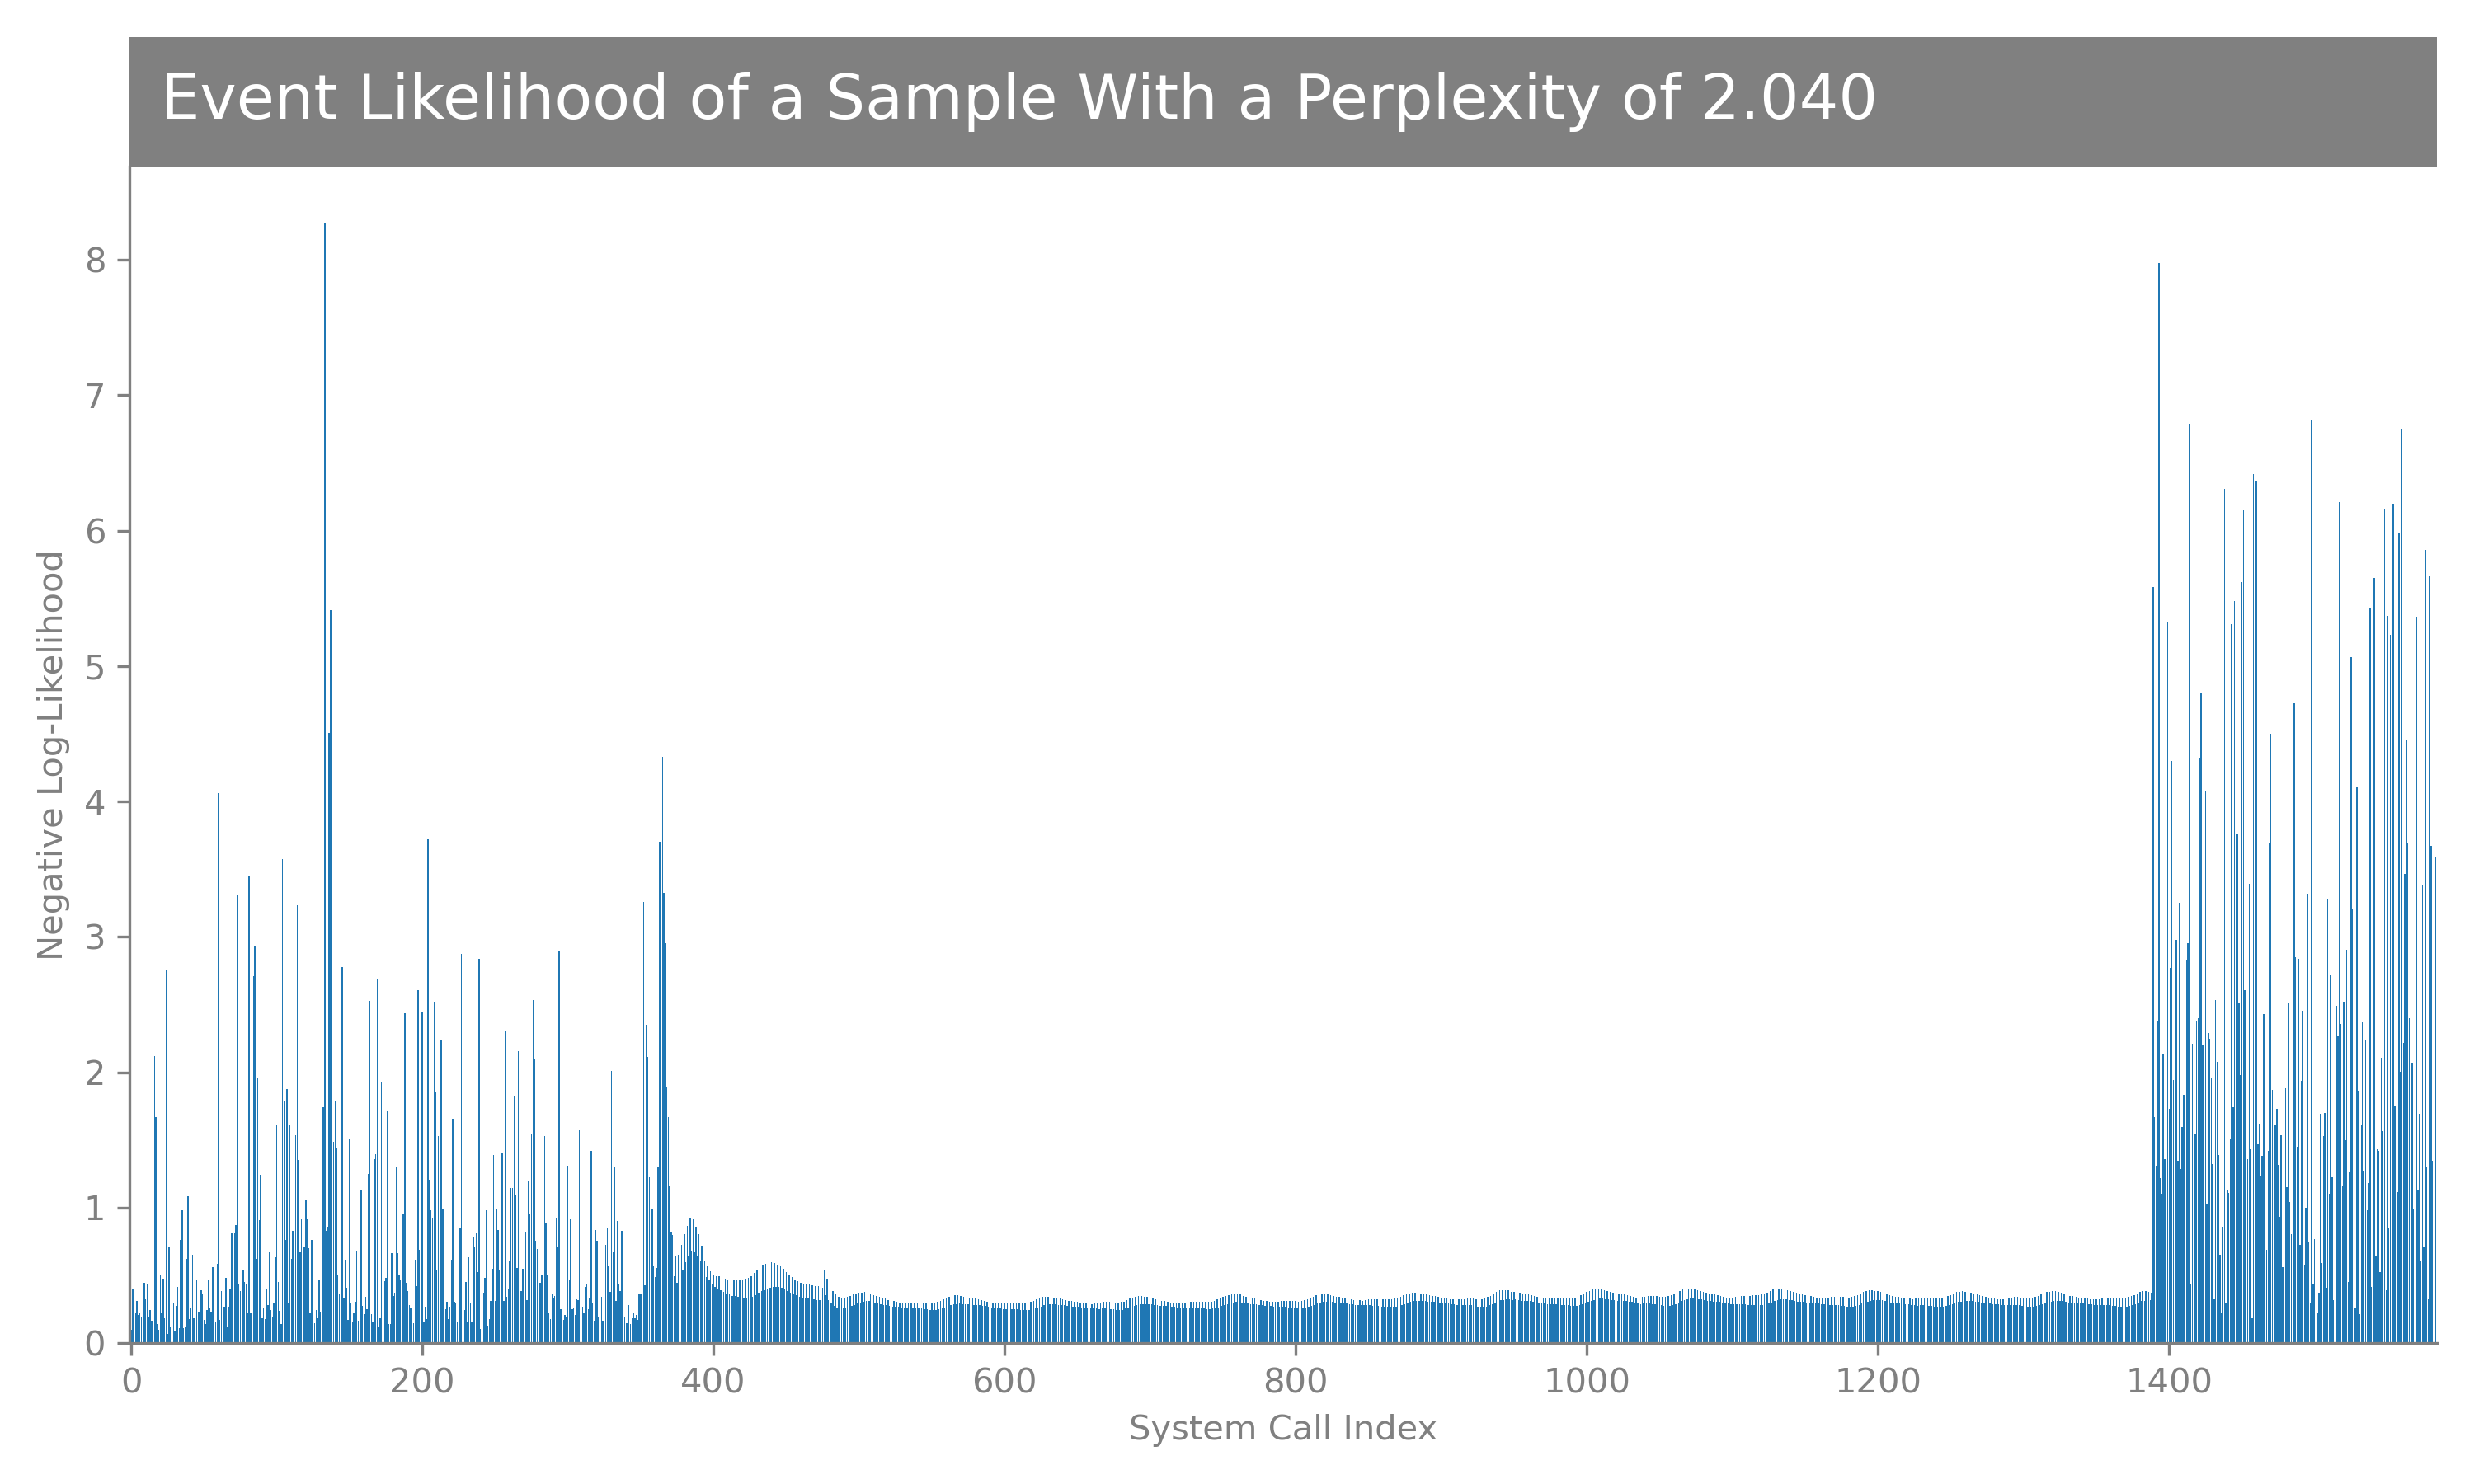 Event Likelihood of a Sample With a Perplexity of 2.040
Negative Log-Likelihood
8
7
6
5
4
3
2
1
0
0 200 400 600 800 1000 1200 1400
System Call Index